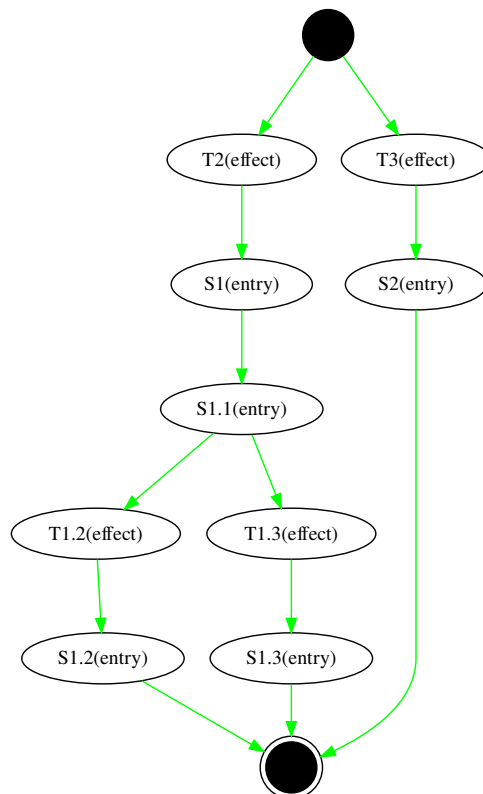 T2(effect)
T3(effect)
S1(entry)
S2(entry)
S1.1(entry)
T1.2(effect)
T1.3(effect)
S1.2(entry)
S1.3(entry)